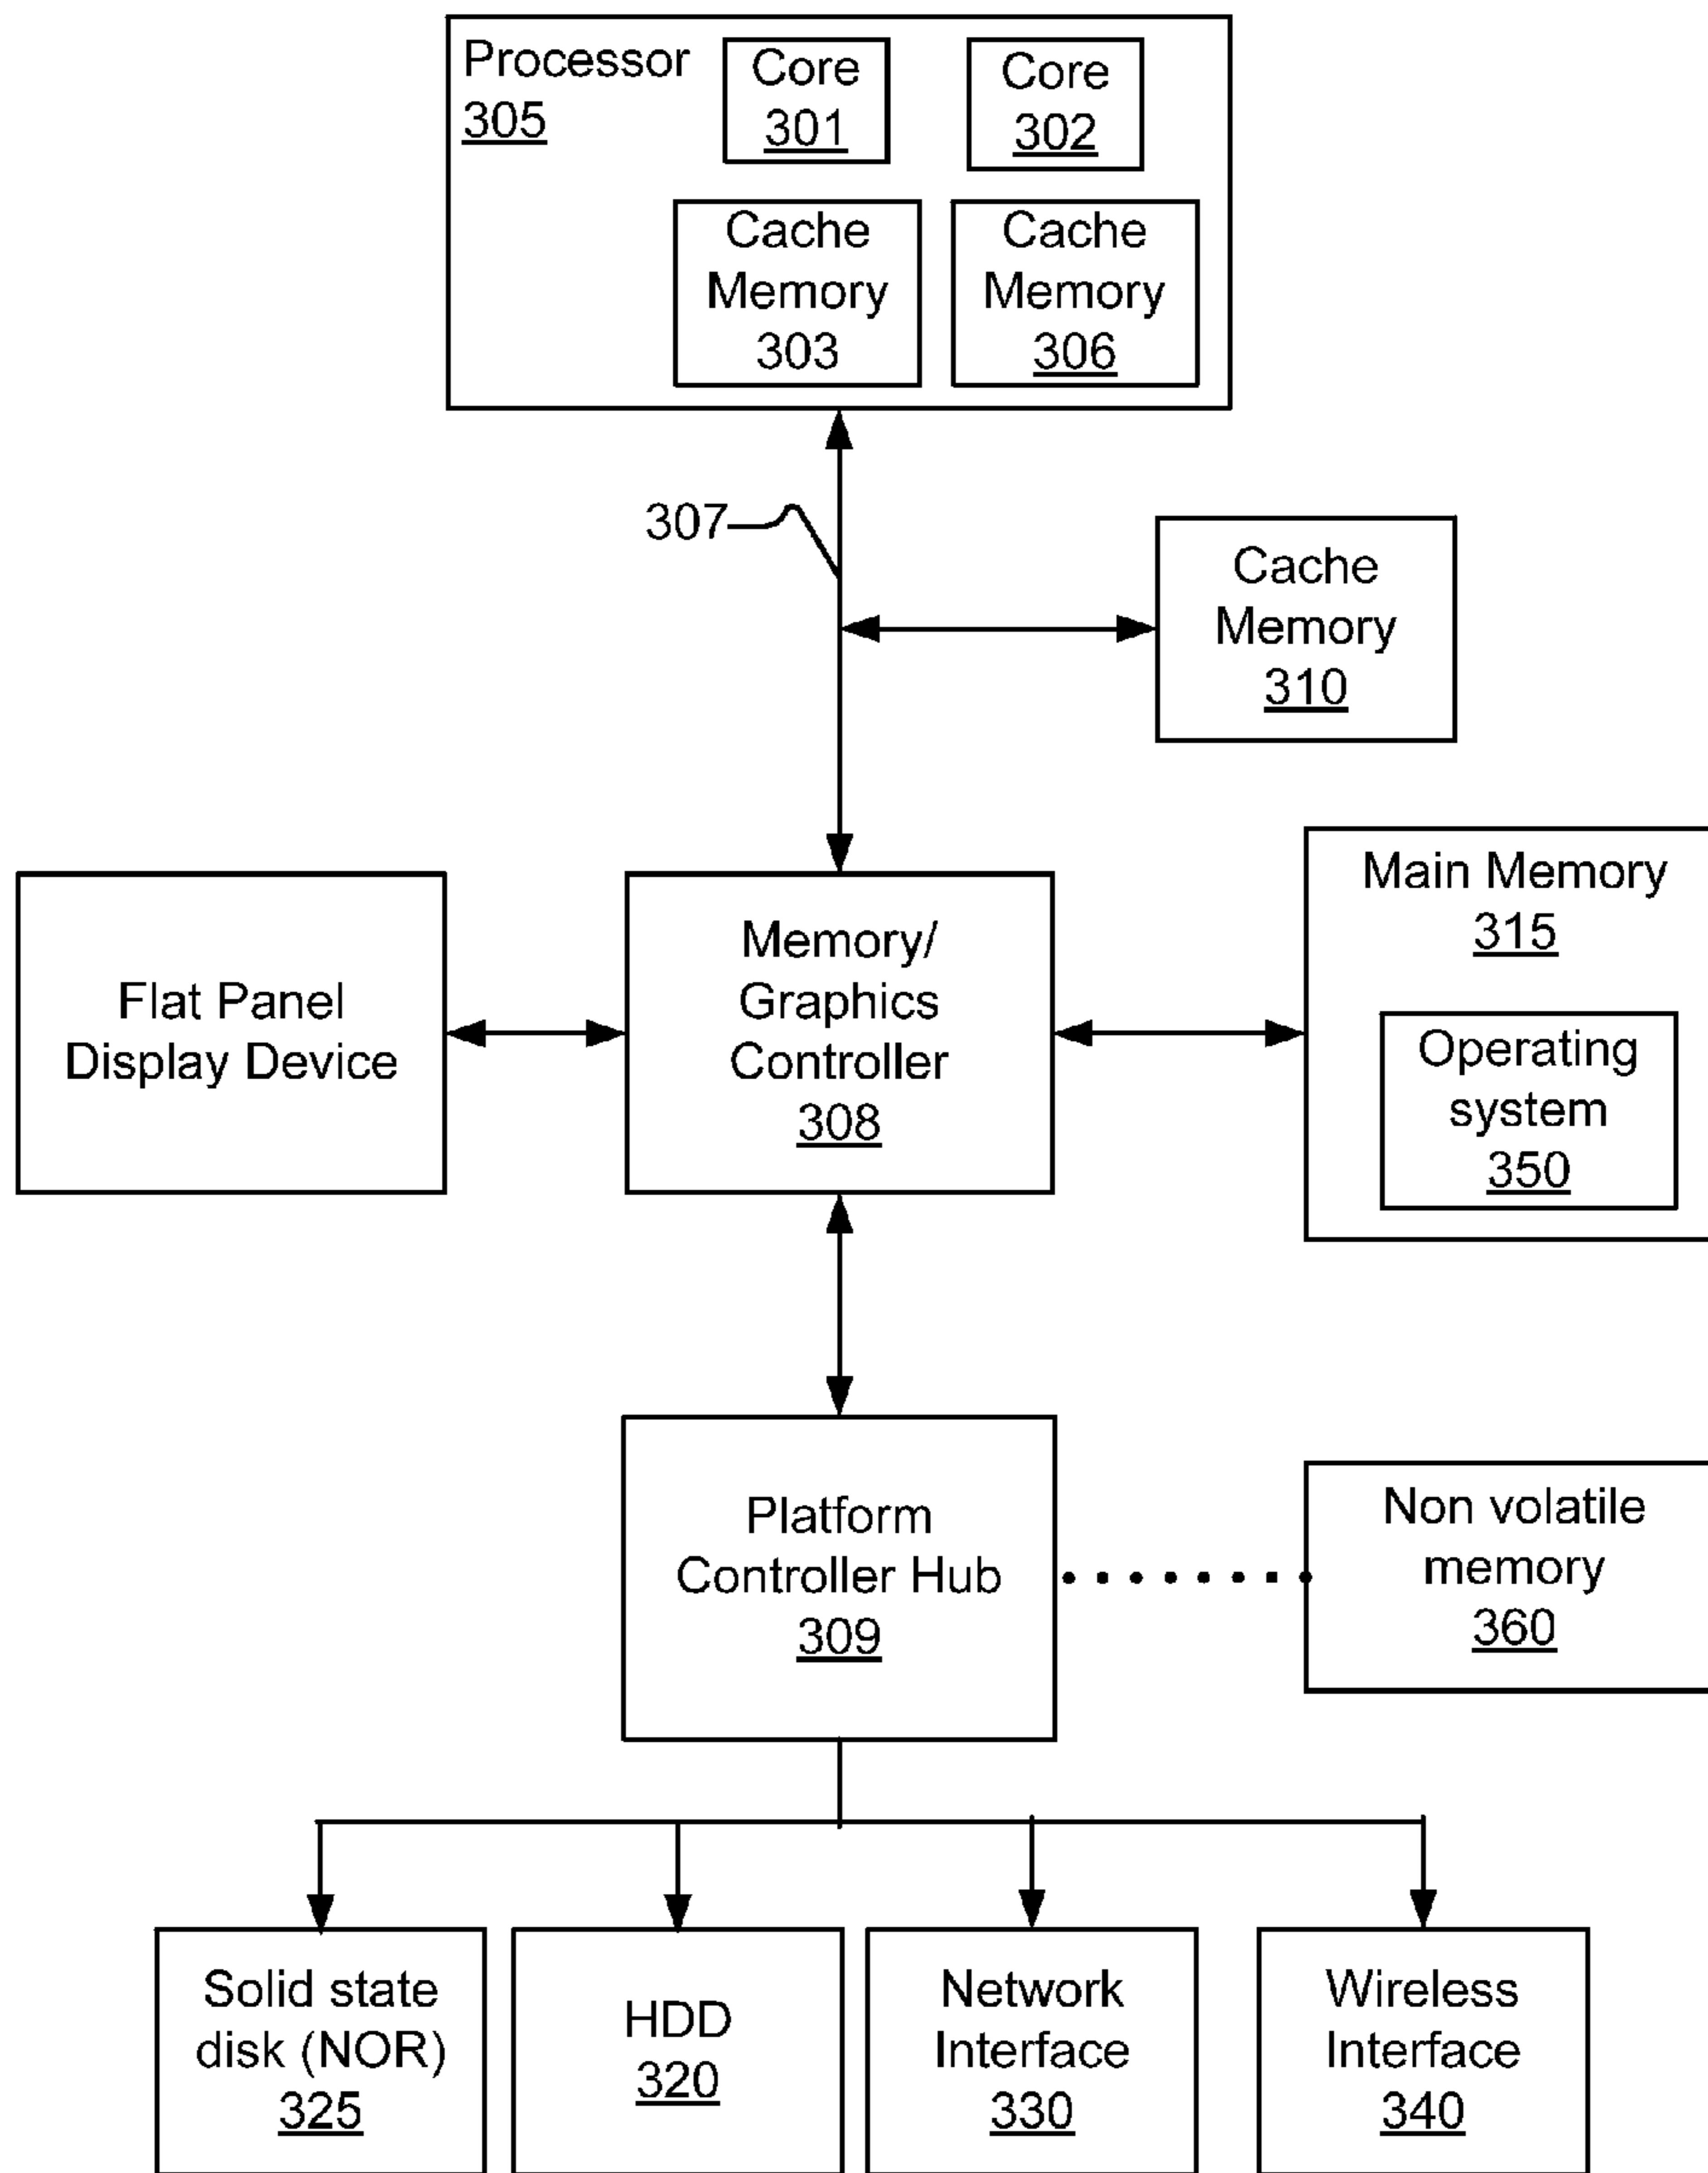 Processor
305
Core
301
Core
302
Cache
Memory
303
Cache
Memory
306
307
Cache
Memory
310
Flat Panel
Display Device
Memory/
Graphics
Controller
308
Main Memory
315
Operating
system
350
Platform
Controller Hub
309
Non volatile
memory
360
Solid state
disk (NOR)
325
HDD
320
Network
Interface
330
Wireless
Interface
340